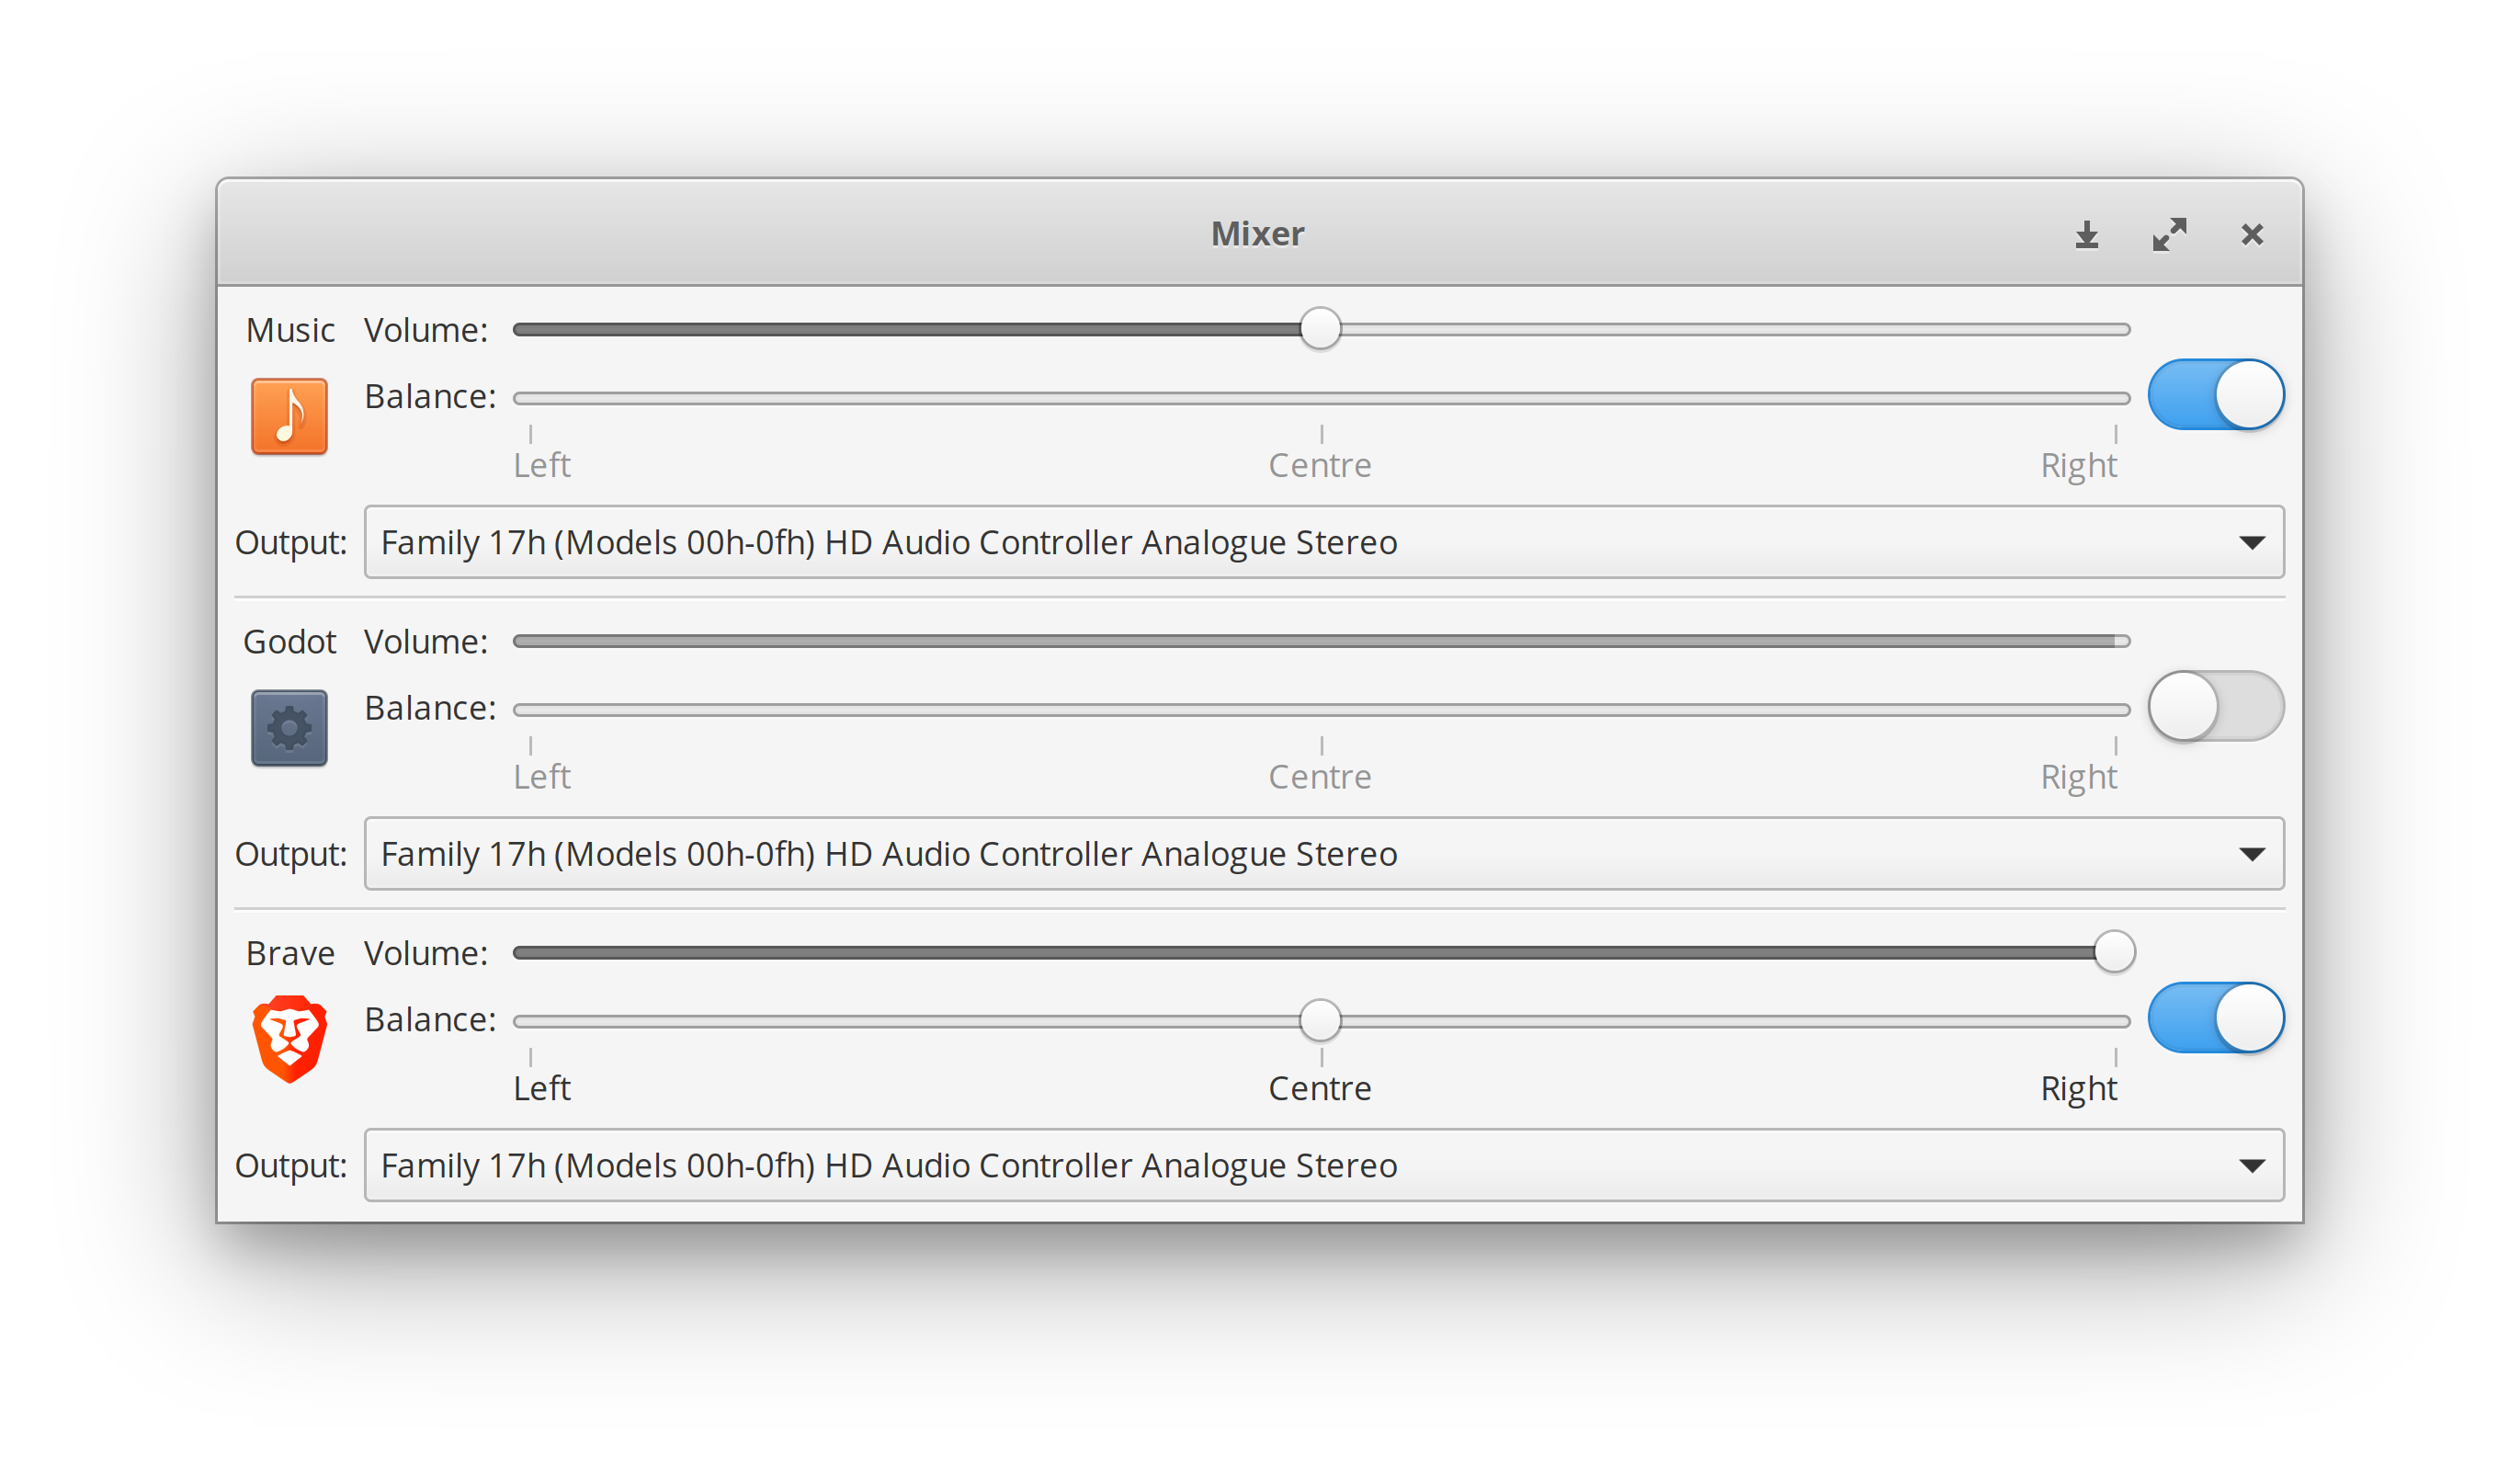 Mixer
Music Volume:
Balance:
Left Centre Right
Output: Family 17h (Models 00h-0fh) HD Audio Controller Analogue Stereo
Godot Volume:
Balance:
Left Centre Right
Output: Family 17h (Models 00h-0fh) HD Audio Controller Analogue Stereo
Brave Volume:
Balance:
Left Centre Right
Output: Family 17h (Models 00h-0fh) HD Audio Controller Analogue Stereo